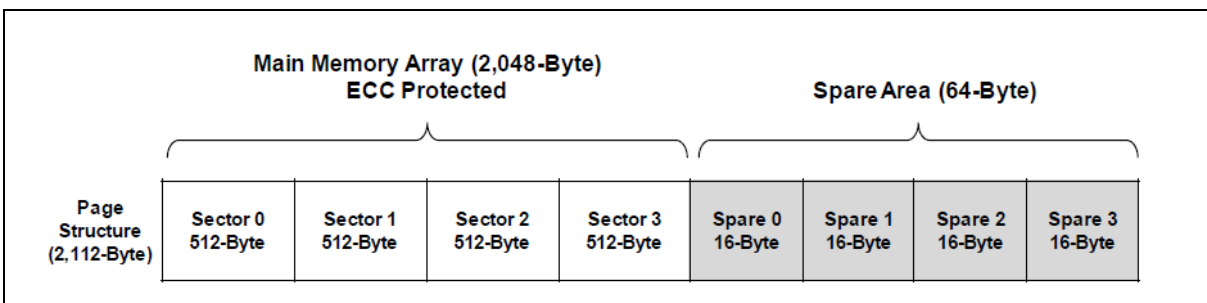 Main Memory Array (2,048-Byte)
ECC Protected
Spare Area (64-Byte)
Page
Structure
(2,112-Byte)
Sector 0
512-Byte
Sector 1
512-Byte
Sector 2
512-Byte
Sector 3
512-Byte
Spare 0
16-Byte
Spare 1
16-Byte
Spare 2
16-Byte
Spare 3
16-Byte